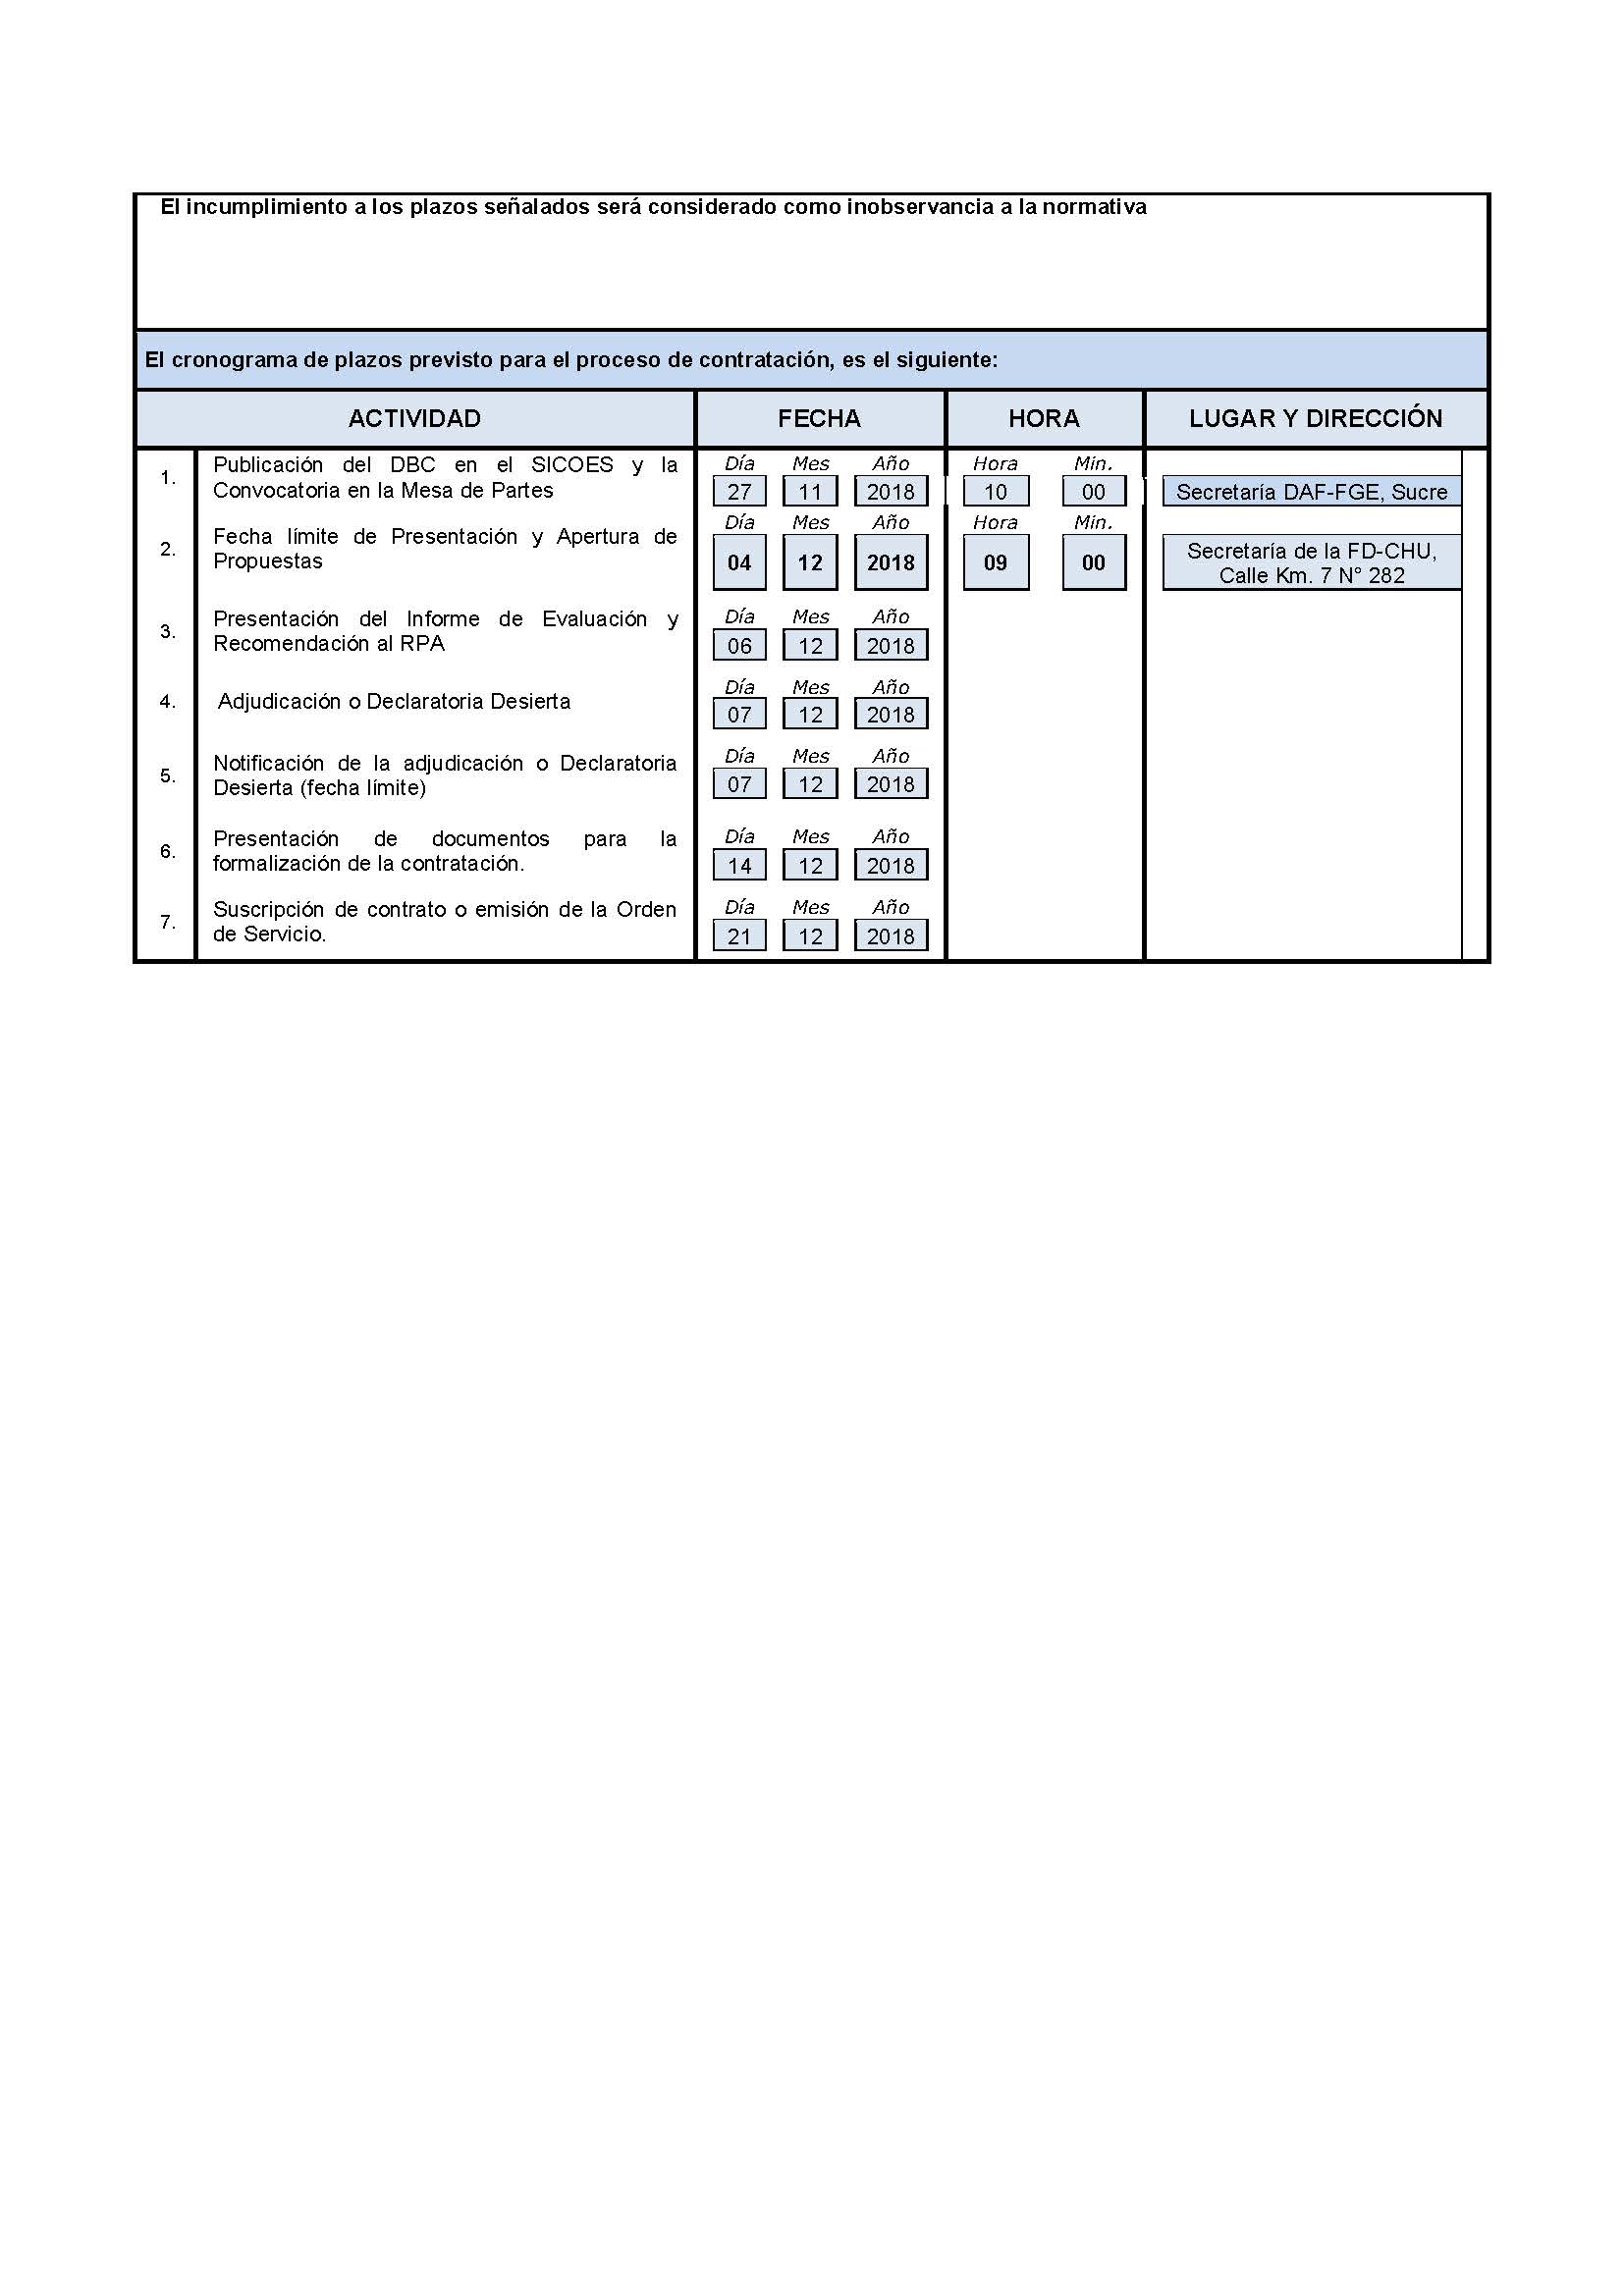 El incumplimiento a los plazos señalados será considerado como inobservancia a la normativa
El cronograma de plazos previsto para el proceso de contratación, es el siguiente:
ACTIVIDAD FECHA HORA LUGAR Y DIRECCIÓN
1. Publicación del DBC en el SICOES y la
Convocatoria en la Mesa de Partes
Día Mes Año Hora Min.
27 11 2018 10 00 Secretaría DAF-FGE, Sucre
2. Fecha límite de Presentación y Apertura de
Propuestas
Día Mes Año Hora Min.
04 12 2018 09 00 Secretaría de la FD-CHU,
Calle Km. 7 N° 282
3. Presentación del Informe de Evaluación y
Recomendación al RPA
Día Mes Año
06 12 2018
4. Adjudicación o Declaratoria Desierta
Día Mes Año
07 12 2018
5. Notificación de la adjudicación o Declaratoria
Desierta (fecha límite)
Día Mes Año
07 12 2018
6. Presentación de documentos para la
formalización de la contratación.
Día Mes Año
14 12 2018
7. Suscripción de contrato o emisión de la Orden
de Servicio.
Día Mes Año
21 12 2018